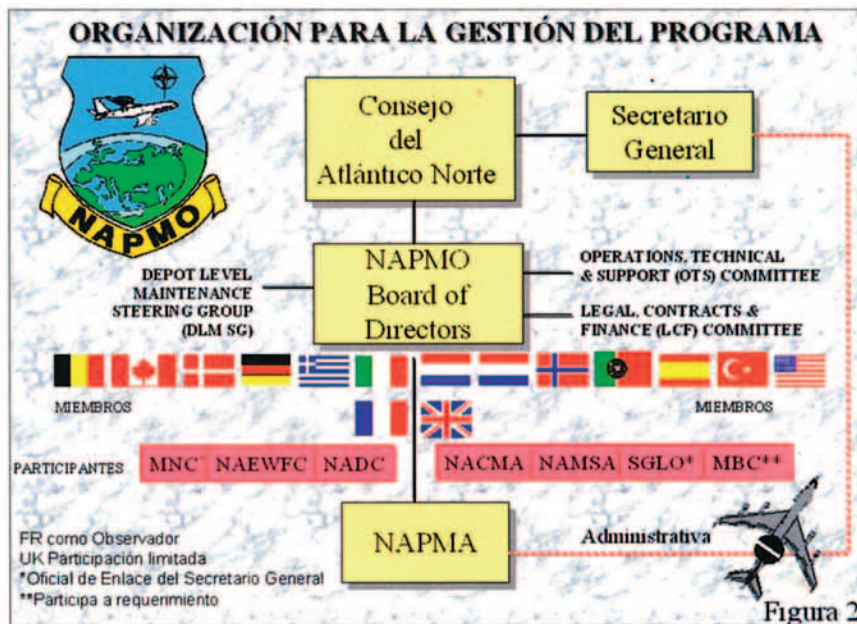 ORGANIZACIÓN PARA LA GESTIÓN DEL PROGRAMA
NAPMO
Consejo
del
Atlántico Norte
Secretario
General
DEPOT LEVEL
MAINTENANCE
STEERING GROUP
(DLM SG)
NAPMO
Board of
Directors
OPERATIONS, TECHNICAL
& SUPPORT (OTS) COMMITTEE
LEGAL, CONTRACTS &
FINANCE (LCF) COMMITTEE
MIEMBROS
MIEMBROS
PARTICIPANTES
MNC NAEWFC NADC
NACMA NAMSA SGLO* MBC**
NAPMA
Administrativa
FR como Observador
UK Participación limitada
*Oficial de Enlace del Secretario General
**Participa a requerimiento
Figura 2